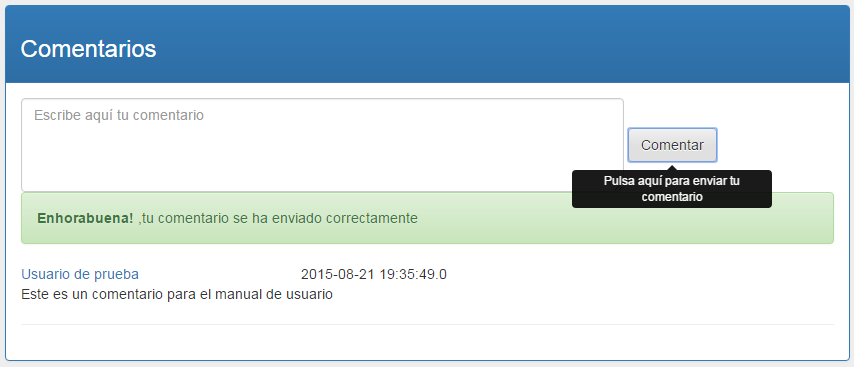 Comentarios
Escribe aquí tu comentario
Comentar
Pulsa aquí para enviar tu
comentario
Enhorabuena! ,tu comentario se ha enviado correctamente
Usuario de prueba 2015-08-21 19:35:49.0
Este es un comentario para el manual de usuario